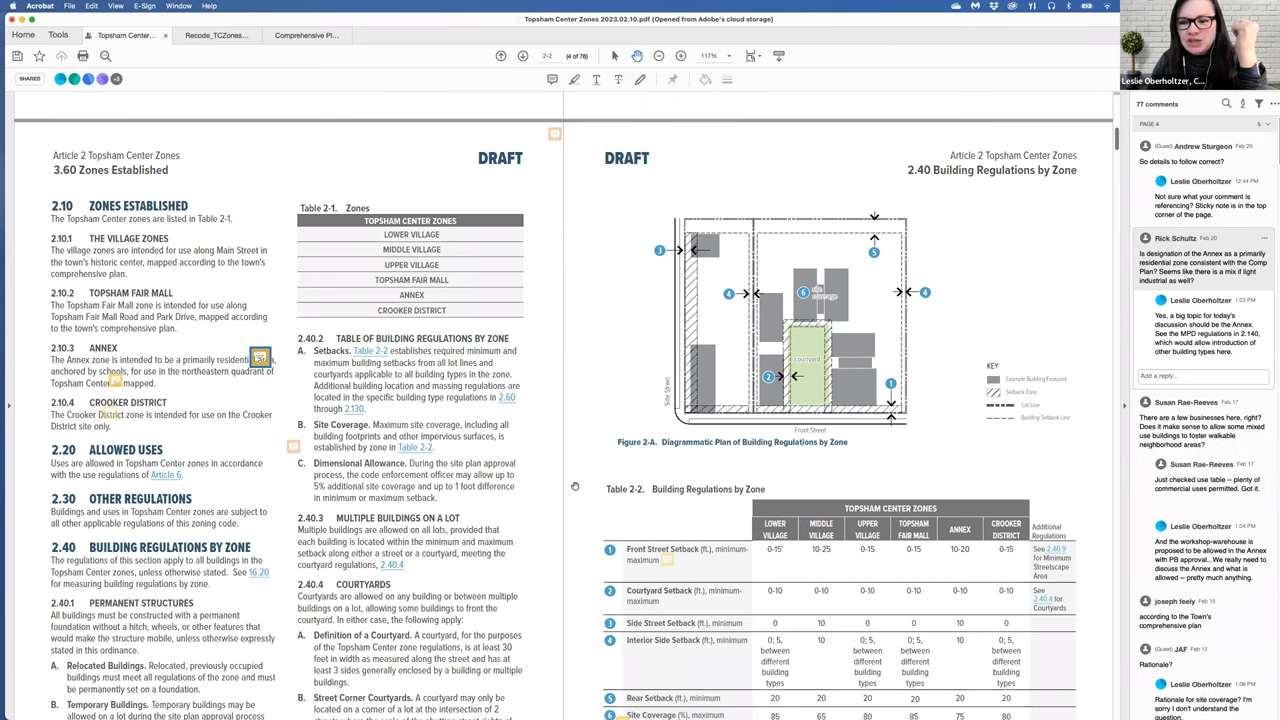 Acrobat File Edit View E-Sign Window Help
Topsham Center Zones 2023.02.10.pdf (Opened from Adobe's cloud storage)
Home Tools Topsham Center... × Recode_TCZones... Comprehensive Pl...
2-2 (4 of 76) 117%
SHARED
Leslie Oberholtzer, C...
Article 2 Topsham Center Zones
3.60 Zones Established
DRAFT
2.10 ZONES ESTABLISHED
The Topsham Center zones are listed in Table 2-1.
2.10.1 THE VILLAGE ZONES
The village zones are intended for use along Main Street in
the town's historic center, mapped according to the town's
comprehensive plan.
2.10.2 TOPSHAM FAIR MALL
The Topsham Fair Mall zone is intended for use along
Topsham Fair Mall Road and Park Drive, mapped according
to the town's comprehensive plan.
2.10.3 ANNEX
The Annex zone is intended to be a primarily residenti
anchored by schools, for use in the northeastern quadrant of
Topsham Cente mapped.
2.10.4 CROOKER DISTRICT
The Crooker District zone is intended for use on the Crooker
District site only.
2.20 ALLOWED USES
Uses are allowed in Topsham Center zones in accordance
with the use regulations of Article 6.
2.30 OTHER REGULATIONS
Buildings and uses in Topsham Center zones are subject to
all other applicable regulations of this zoning code.
2.40 BUILDING REGULATIONS BY ZONE
The regulations of this section apply to all buildings in the
Topsham Center zones, unless otherwise stated. See 16.20
for measuring building regulations by zone.
2.40.1 PERMANENT STRUCTURES
All buildings must be constructed with a permanent
foundation without a hitch, wheels, or other features that
would make the structure mobile, unless otherwise expressly
stated in this ordinance.
A. Relocated Buildings. Relocated, previously occupied
buildings must meet all regulations of the zone and must
be permanently set on a foundation.
B. Temporary Buildings. Temporary buildings may be
allowed on a lot during the site plan approval process,
Table 2-1. Zones
TOPSHAM CENTER ZONES
LOWER VILLAGE
MIDDLE VILLAGE
UPPER VILLAGE
TOPSHAM FAIR MALL
ANNEX
CROOKER DISTRICT
2.40.2 TABLE OF BUILDING REGULATIONS BY ZONE
A. Setbacks. Table 2-2 establishes required minimum and
maximum building setbacks from all lot lines and
courtyards applicable to all building types in the zone.
Additional building location and massing regulations are
located in the specific building type regulations in 2.60
through 2.130.
B. Site Coverage. Maximum site coverage, including all
building footprints and other impervious surfaces, is
established by zone in Table 2-2.
C. Dimensional Allowance. During the site plan approval
process, the code enforcement officer may allow up to
5% additional site coverage and up to 1 foot difference
in minimum or maximum setback.
2.40.3 MULTIPLE BUILDINGS ON A LOT
Multiple buildings are allowed on all lots, provided that
each building is located within the minimum and maximum
setback along either a street or a courtyard, meeting the
courtyard regulations, 2.40.4
2.40.4 COURTYARDS
Courtyards are allowed on any building or between multiple
buildings on a lot, allowing some buildings to front the
courtyard. In either case, the following apply:
A. Definition of a Courtyard. A courtyard, for the purposes
of the Topsham Center zone regulations, is at least 30
feet in width as measured along the street and has at
least 3 sides generally enclosed by a building or multiple
buildings.
B. Street Corner Courtyards. A courtyard may only be
located on a corner of a lot at the intersection of 2
DRAFT
Article 2 Topsham Center Zones
2.40 Building Regulations by Zone
3
5
4
6
site
coverage
4
courtyard
2
1
Side Street
Front Street
KEY
Example Building Footprint
Setback Zone
Lot Line
Building Setback Line
Figure 2-A. Diagrammatic Plan of Building Regulations by Zone
Table 2-2. Building Regulations by Zone
TOPSHAM CENTER ZONES
LOWER VILLAGE MIDDLE VILLAGE UPPER VILLAGE TOPSHAM FAIR MALL ANNEX CROOKER DISTRICT Additional Regulations
1 Front Street Setback (ft.), minimum-maximum 0-15¹ 10-25 0-15 0-15 10-20 0-15 See 2.40.9 for Minimum Streetscape Area
2 Courtyard Setback (ft.), minimum-maximum 0-10 0-10 0-10 0-10 0-10 0-10 See 2.40.4 for Courtyards
3 Side Street Setback (ft.), minimum 0 10 0 0 10 0
4 Interior Side Setback (ft.), minimum 0; 5, between different building types 10 0; 5, between different building types 0; 5, between different building types 10 0; 5, between different building types
5 Rear Setback (ft.), minimum 20 20 20 20 20 20
6 Site Coverage (%), maximum 85 65 80 85 75 80
77 comments
PAGE 4 5
(Guest) Andrew Sturgeon Feb 20
So details to follow correct?
Leslie Oberholtzer 12:44 PM
Not sure what your comment is
referencing? Sticky note is in the top
corner of the page.
Rick Schultz Feb 20
Is designation of the Annex as a primarily
residential zone consistent with the Comp
Plan? Seems like there is a mix if light
industrial as well?
Leslie Oberholtzer 1:03 PM
Yes, a big topic for today's
discussion should be the Annex.
See the MPD regulations in 2.140,
which would allow introduction of
other building types here.
Add a reply...
Susan Rae-Reeves Feb 17
There are a few businesses here, right?
Does it make sense to allow some mixed
use buildings to foster walkable
neighborhood areas?
Susan Rae-Reeves Feb 17
Just checked use table -- plenty of
commercial uses permitted. Got it.
Leslie Oberholtzer 1:04 PM
And the workshop-warehouse is
proposed to be allowed in the Annex
with PB approval...We really need to
discuss the Annex and what is
allowed -- pretty much anything.
joseph feely Feb 16
according to the Town's
comprehensive plan
(Guest) JAF Feb 12
Rationale?
Leslie Oberholtzer 1:06 PM
Rationale for site coverage? I'm
sorry I don't understand the
question.